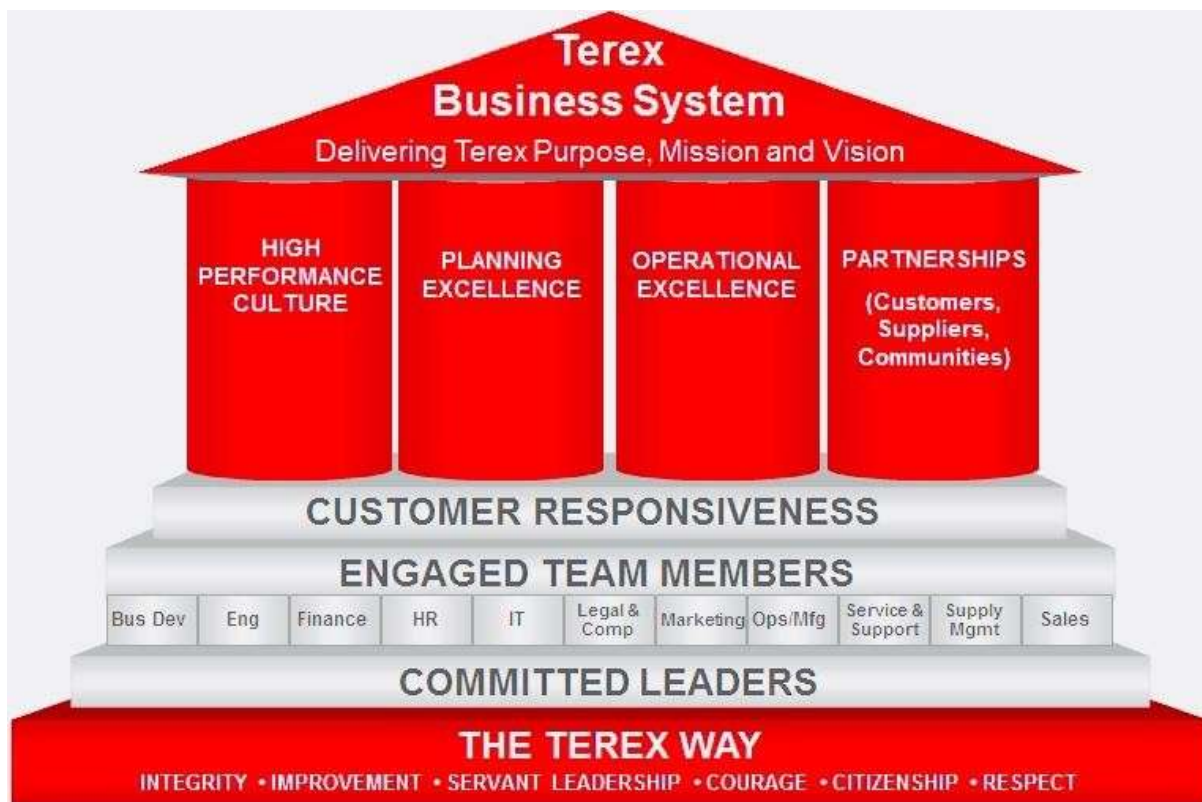 Terex
Business System
Delivering Terex Purpose, Mission and Vision
HIGH
PERFORMANCE
CULTURE
PLANNING
EXCELLENCE
OPERATIONAL
EXCELLENCE
PARTNERSHIPS
(Customers,
Suppliers,
Communities)
CUSTOMER RESPONSIVENESS
ENGAGED TEAM MEMBERS
Bus Dev
Eng
Finance
HR
IT
Legal &
Comp
Marketing
Ops/Mfg
Service &
Support
Supply
Mgmt
Sales
COMMITTED LEADERS
THE TEREX WAY
INTEGRITY • IMPROVEMENT • SERVANT LEADERSHIP • COURAGE • CITIZENSHIP • RESPECT